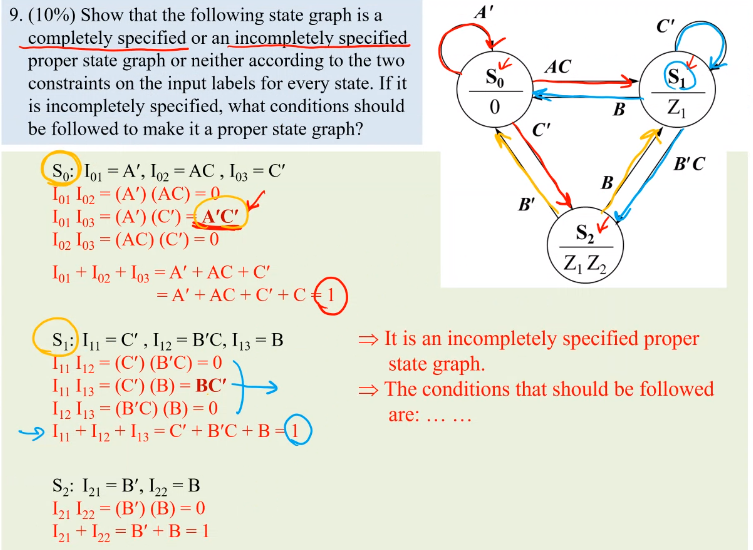 9. (10%) Show that the following state graph is a
completely specified or an incompletely specified
proper state graph or neither according to the two
constraints on the input labels for every state. If it
is incompletely specified, what conditions should
be followed to make it a proper state graph?
A′
C′
S₀
0
AC
S₁
Z₁
B
C′
B′C
B
B′
S₂
Z₁ Z₂
S₀: I₀₁ = A′, I₀₂ = AC , I₀₃ = C′
I₀₁ I₀₂ = (A′) (AC) = 0
I₀₁ I₀₃ = (A′) (C′) = A′C′
I₀₂ I₀₃ = (AC) (C′) = 0
I₀₁ + I₀₂ + I₀₃ = A′ + AC + C′
= A′ + AC + C′ + C = 1
S₁: I₁₁ = C′ , I₁₂ = B′C, I₁₃ = B
I₁₁ I₁₂ = (C′) (B′C) = 0
I₁₁ I₁₃ = (C′) (B) = BC′
I₁₂ I₁₃ = (B′C) (B) = 0
I₁₁ + I₁₂ + I₁₃ = C′ + B′C + B = 1
⇒ It is an incompletely specified proper
state graph.
⇒ The conditions that should be followed
are: … …
S₂: I₂₁ = B′, I₂₂ = B
I₂₁ I₂₂ = (B′) (B) = 0
I₂₁ + I₂₂ = B′ + B = 1